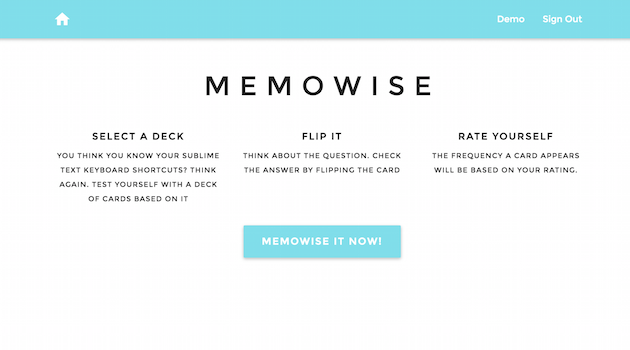 Demo Sign Out
MEMOWISE
SELECT A DECK
YOU THINK YOU KNOW YOUR SUBLIME
TEXT KEYBOARD SHORTCUTS? THINK
AGAIN. TEST YOURSELF WITH A DECK
OF CARDS BASED ON IT
FLIP IT
THINK ABOUT THE QUESTION. CHECK
THE ANSWER BY FLIPPING THE CARD
RATE YOURSELF
THE FREQUENCY A CARD APPEARS
WILL BE BASED ON YOUR RATING.
MEMOWISE IT NOW!